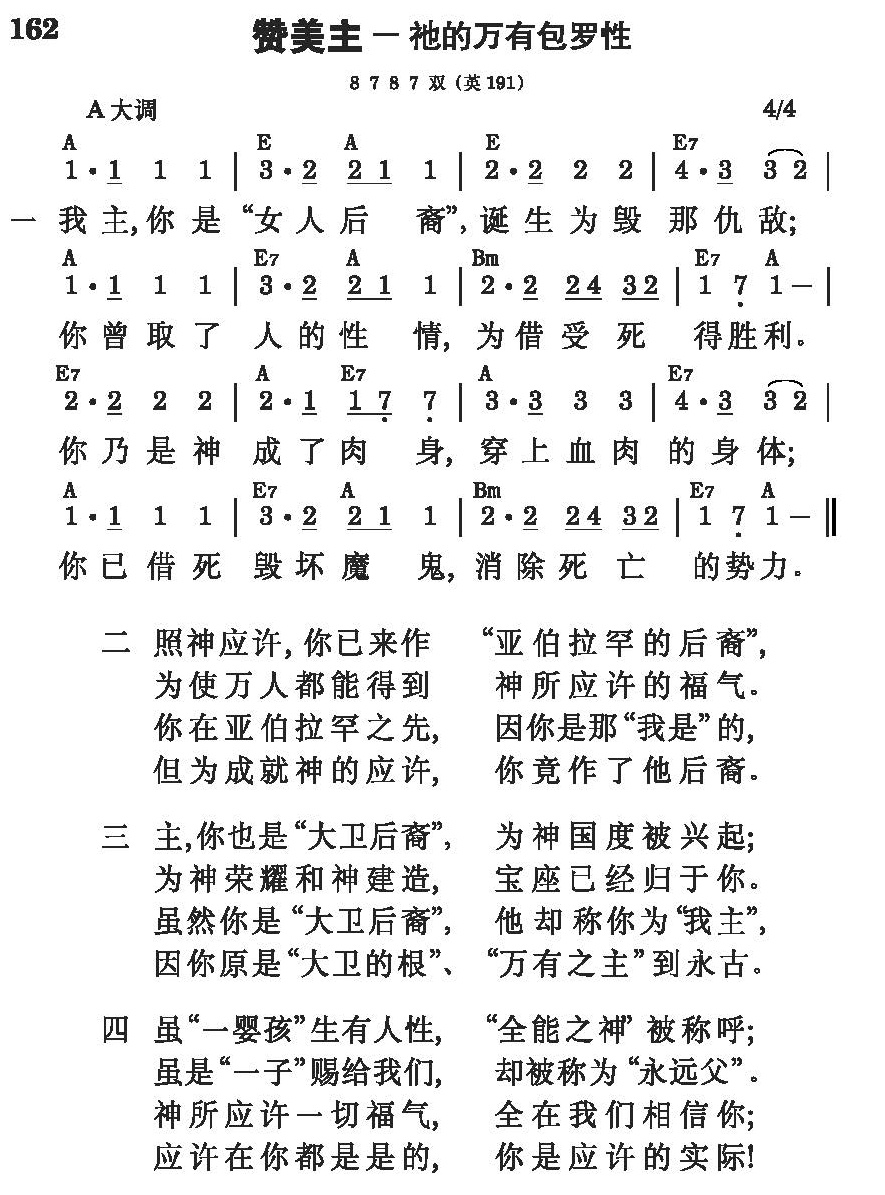 162
赞美主 — 祂的万有包罗性
8 7 8 7 双 (英 191)
A 大调 4/4
A E A E E7
1 · 1 1 1 | 3 · 2 2 1 1 | 2 · 2 2 2 | 4 · 3 3 2 |
一 我主,你是“女人后裔”,诞生为毁那仇敌;
A E7 A Bm E7 A
1 · 1 1 1 | 3 · 2 2 1 1 | 2 · 2 2 4 3 2 | 1 7̣ 1 — |
你曾取了人的性情,为借受死得胜利。
E7 A E7 A E7
2 · 2 2 2 | 2 · 1 1 7̣ 7̣ | 3 · 3 3 3 | 4 · 3 3 2 |
你乃是神成了肉身,穿上血肉的身体;
A E7 A Bm E7 A
1 · 1 1 1 | 3 · 2 2 1 1 | 2 · 2 2 4 3 2 | 1 7̣ 1 — ‖
你已借死毁坏魔鬼,消除死亡的势力。
二 照神应许,你已来作 “亚伯拉罕的后裔”,
为使万人都能得到 神所应许的福气。
你在亚伯拉罕之先, 因你是那“我是”的,
但为成就神的应许, 你竟作了他后裔。
三 主,你也是“大卫后裔”, 为神国度被兴起;
为神荣耀和神建造, 宝座已经归于你。
虽然你是“大卫后裔”, 他却称你为“我主”,
因你原是“大卫的根”、 “万有之主”到永古。
四 虽“一婴孩”生有人性, “全能之神”被称呼;
虽是“一子”赐给我们, 却被称为“永远父”。
神所应许一切福气, 全在我们相信你;
应许在你都是是的, 你是应许的实际!